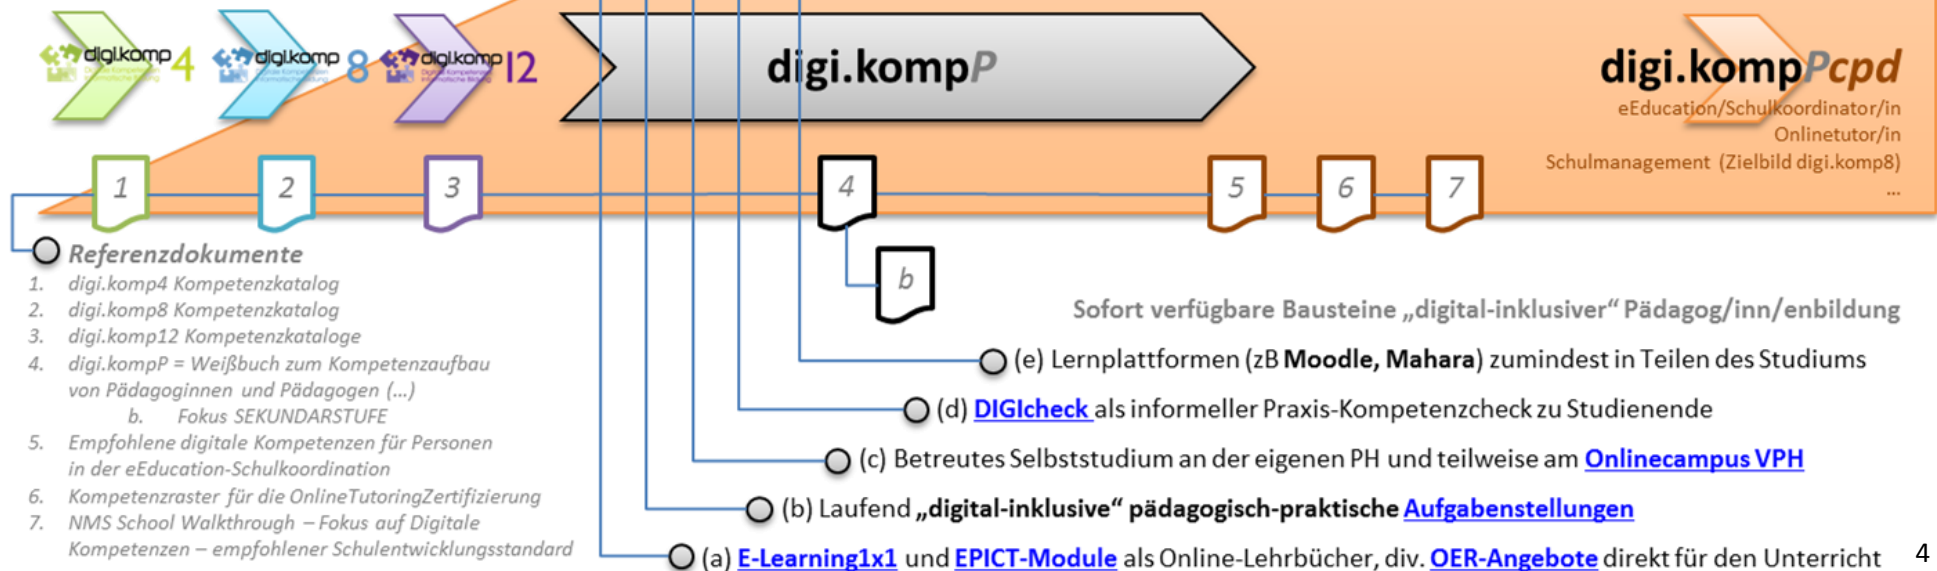 digi.komp 4
digi.komp 8
digi.komp 12
digi.kompP
digi.kompPcpd
eEducation/Schulkoordinator/in
Onlinetutor/in
Schulmanagement (Zielbild digi.komp8)
...
1
2
3
4
5
6
7
b
Referenzdokumente
1. digi.komp4 Kompetenzkatalog
2. digi.komp8 Kompetenzkatalog
3. digi.komp12 Kompetenzkataloge
4. digi.kompP = Weißbuch zum Kompetenzaufbau
von Pädagoginnen und Pädagogen (...)
b. Fokus SEKUNDARSTUFE
5. Empfohlene digitale Kompetenzen für Personen
in der eEducation-Schulkoordination
6. Kompetenzraster für die OnlineTutoringZertifizierung
7. NMS School Walkthrough – Fokus auf Digitale
Kompetenzen – empfohlener Schulentwicklungsstandard
Sofort verfügbare Bausteine „digital-inklusiver“ Pädagog/inn/enbildung
(e) Lernplattformen (zB Moodle, Mahara) zumindest in Teilen des Studiums
(d) DIGIcheck als informeller Praxis-Kompetenzcheck zu Studienende
(c) Betreutes Selbststudium an der eigenen PH und teilweise am Onlinecampus VPH
(b) Laufend „digital-inklusive“ pädagogisch-praktische Aufgabenstellungen
(a) E-Learning1x1 und EPICT-Module als Online-Lehrbücher, div. OER-Angebote direkt für den Unterricht
4